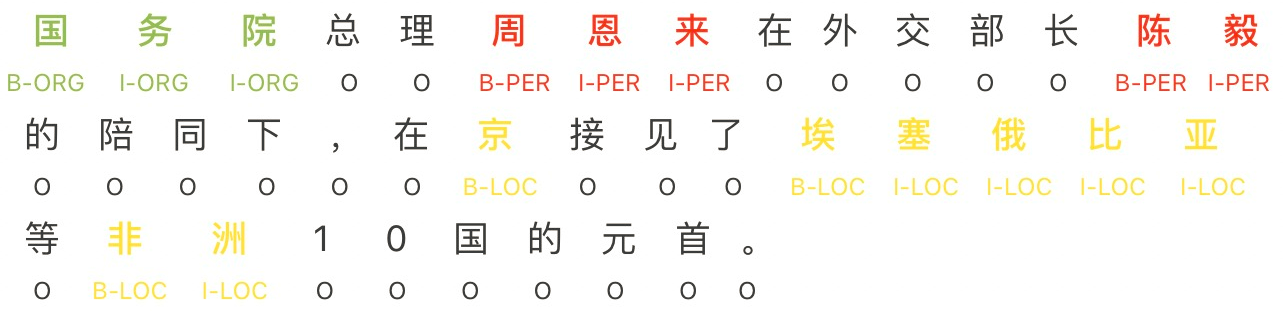 国务院总理周恩来在外交部长陈毅
B-ORG I-ORG I-ORG O O B-PER I-PER I-PER O O O O O B-PER I-PER
的陪同下，在京接见了埃塞俄比亚
O O O O O O B-LOC O O O B-LOC I-LOC I-LOC I-LOC I-LOC
等非洲10国的元首。
O B-LOC I-LOC O O O O O O O